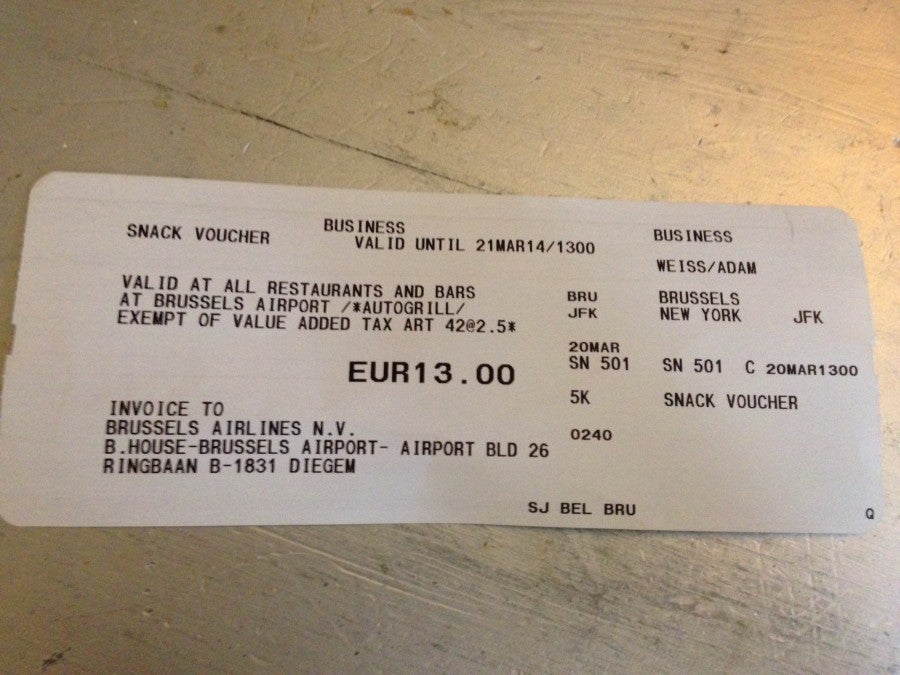 SNACK VOUCHER
BUSINESS
VALID UNTIL 21MAR14/1300
VALID AT ALL RESTAURANTS AND BARS
AT BRUSSELS AIRPORT /*AUTOGRILL/
EXEMPT OF VALUE ADDED TAX ART 42@2.5*
EUR13.00
INVOICE TO
BRUSSELS AIRLINES N.V.
B.HOUSE-BRUSSELS AIRPORT- AIRPORT BLD 26
RINGBAAN B-1831 DIEGEM
BRU
JFK
20MAR
SN 501
5K
0240
SJ BEL BRU
BUSINESS
WEISS/ADAM
BRUSSELS
NEW YORK JFK
SN 501 C 20MAR1300
SNACK VOUCHER
Q